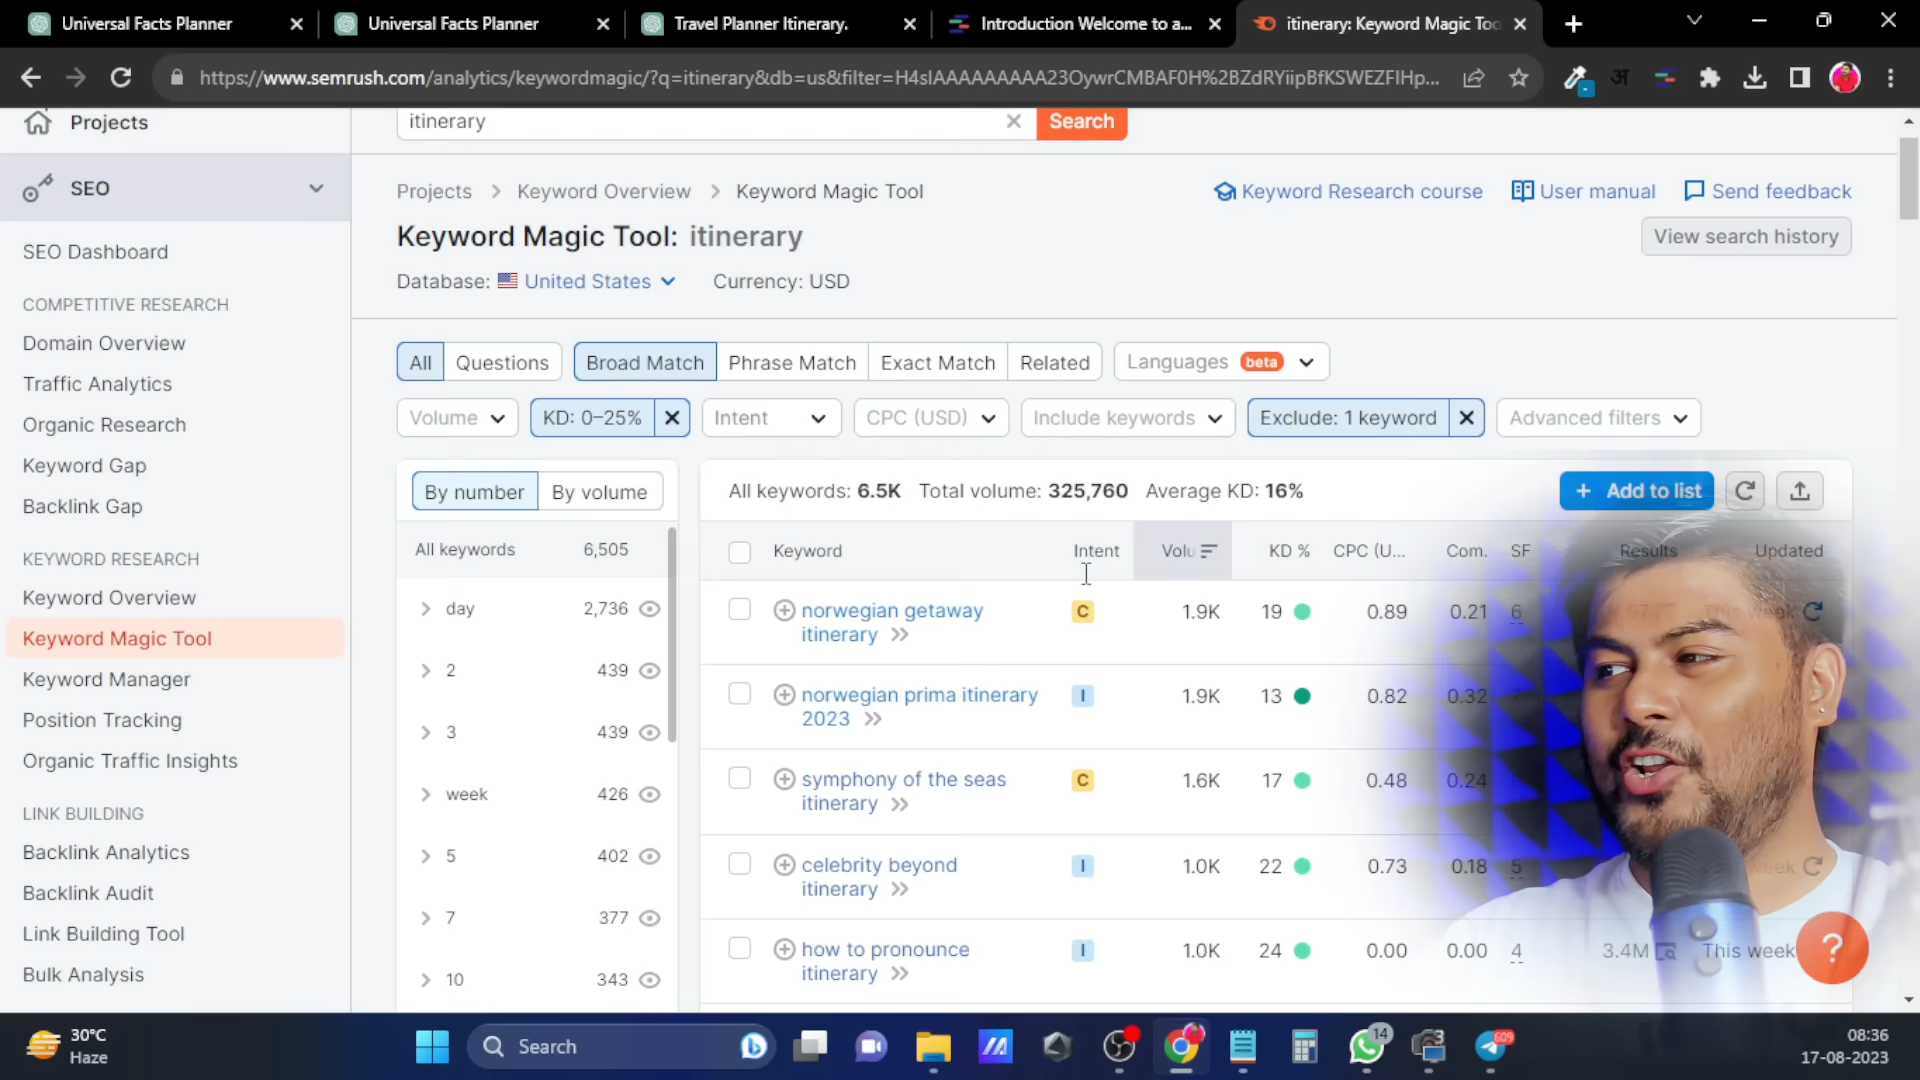 Universal Facts Planner
Universal Facts Planner
Travel Planner Itinerary.
Introduction Welcome to a...
itinerary: Keyword Magic Too
https://www.semrush.com/analytics/keywordmagic/?q=itinerary&db=us&filter=H4sIAAAAAAAAA23OywrCMBAF0H%2BZdRYiipBfKSWEZFIHp...
Projects
itinerary
Search
SEO
Projects > Keyword Overview > Keyword Magic Tool
Keyword Research course
User manual
Send feedback
Keyword Magic Tool: itinerary
View search history
Database: United States
Currency: USD
SEO Dashboard
COMPETITIVE RESEARCH
Domain Overview
Traffic Analytics
Organic Research
Keyword Gap
Backlink Gap
KEYWORD RESEARCH
Keyword Overview
Keyword Magic Tool
Keyword Manager
Position Tracking
Organic Traffic Insights
LINK BUILDING
Backlink Analytics
Backlink Audit
Link Building Tool
Bulk Analysis
All Questions Broad Match Phrase Match Exact Match Related Languages beta
Volume KD: 0–25% Intent CPC (USD) Include keywords Exclude: 1 keyword Advanced filters
By number By volume
All keywords 6,505
day 2,736
2 439
3 439
week 426
5 402
7 377
10 343
All keywords: 6.5K Total volume: 325,760 Average KD: 16%
+ Add to list
Keyword Intent Volu KD % CPC (U... Com. SF Results Updated
norwegian getaway C 1.9K 19 0.89 0.21 6
itinerary
norwegian prima itinerary I 1.9K 13 0.82 0.32
2023
symphony of the seas C 1.6K 17 0.48 0.24
itinerary
celebrity beyond I 1.0K 22 0.73 0.18 5
itinerary
how to pronounce I 1.0K 24 0.00 0.00 4 3.4M This week
itinerary
?
30°C
Haze
Search
14
609
08:36
17-08-2023